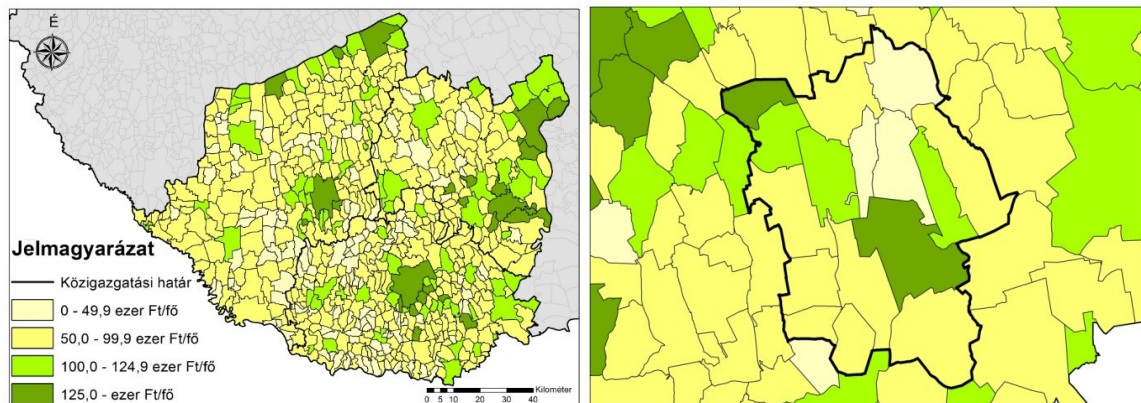 É
Jelmagyarázat
Közigazgatási határ
0 - 49,9 ezer Ft/fő
50,0 - 99,9 ezer Ft/fő
100,0 - 124,9 ezer Ft/fő
125,0 - ezer Ft/fő
Kilométer
0 5 10 20 30 40